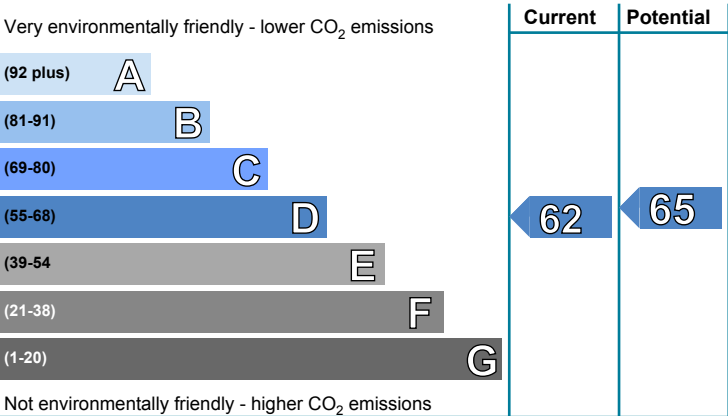 Very environmentally friendly - lower CO2 emissions
Current
Potential
(92 plus) A
(81-91) B
(69-80) C
(55-68) D
62
65
(39-54 E
(21-38) F
(1-20) G
Not environmentally friendly - higher CO2 emissions